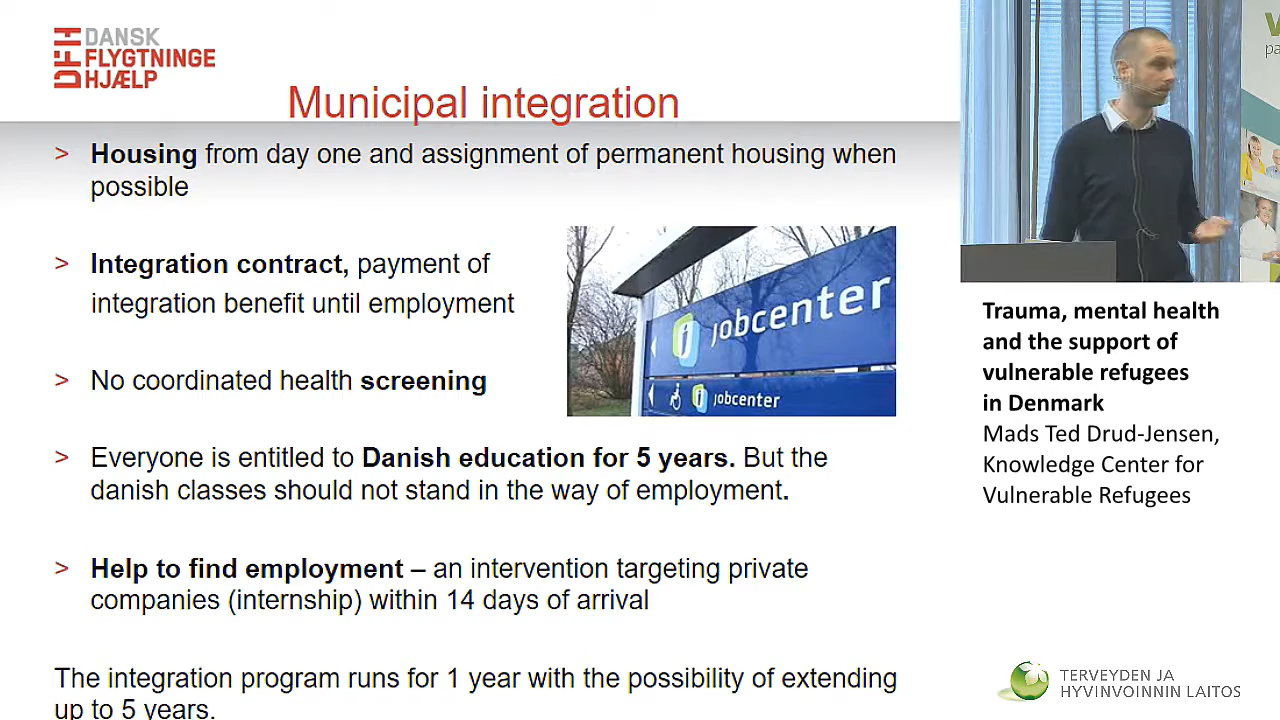 DFH DANSK
FLYGTNINGE
HJÆLP
Municipal integration
> Housing from day one and assignment of permanent housing when
possible
> Integration contract, payment of
integration benefit until employment
jobcenter
jobcenter
> No coordinated health screening
> Everyone is entitled to Danish education for 5 years. But the
danish classes should not stand in the way of employment.
> Help to find employment – an intervention targeting private
companies (internship) within 14 days of arrival
The integration program runs for 1 year with the possibility of extending
up to 5 years.
Trauma, mental health
and the support of
vulnerable refugees
in Denmark
Mads Ted Drud-Jensen,
Knowledge Center for
Vulnerable Refugees
TERVEYDEN JA
HYVINVOINNIN LAITOS